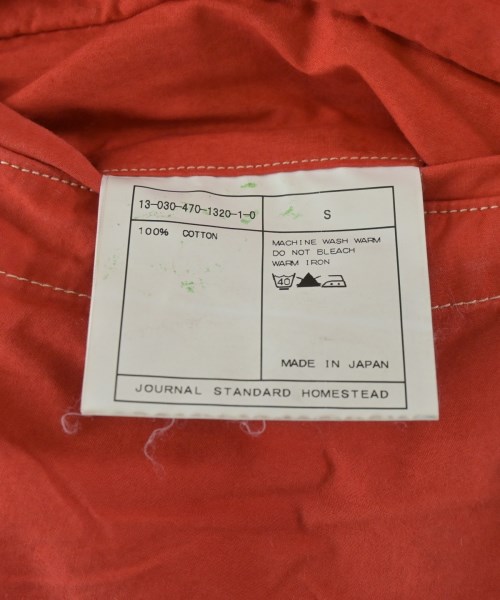 13-030-470-1320-1-0
S
100% COTTON
MACHINE WASH WARM
DO NOT BLEACH
WARM IRON
40
MADE IN JAPAN
JOURNAL STANDARD HOMESTEAD